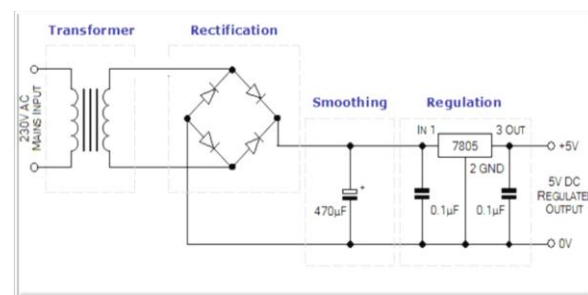 Transformer
Rectification
Smoothing
Regulation
230V AC
MAINS INPUT
IN 1
7805
3 OUT
2 GND
+5V
5V DC
REGULATE
OUTPUT
470µF
+
0.1µF
0.1µF
0V